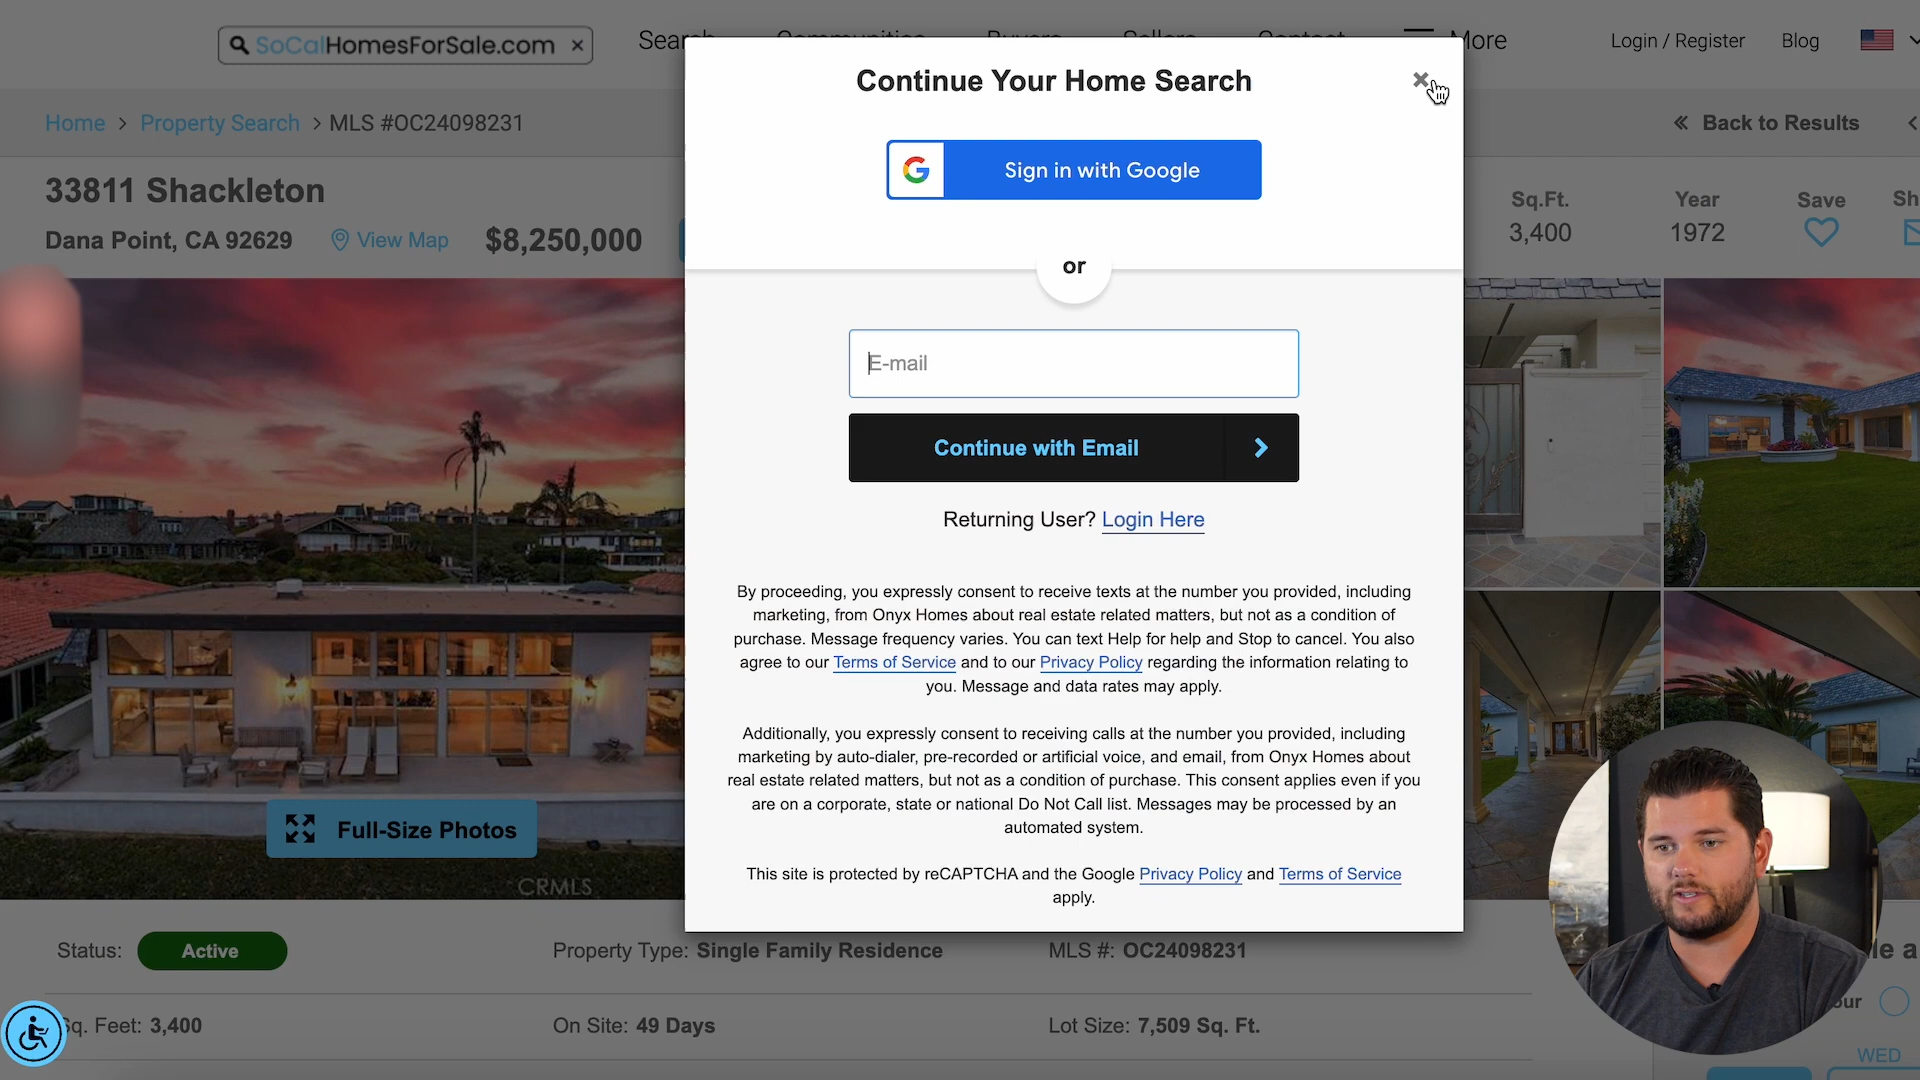 SoCalHomesForSale.com
More
Login / Register
Blog
Continue Your Home Search
Home > Property Search > MLS #OC24098231
Back to Results
Sign in with Google
33811 Shackleton
Dana Point, CA 92629
View Map
$8,250,000
Sq.Ft.
3,400
Year
1972
Save
or
E-mail
Continue with Email
Returning User? Login Here
By proceeding, you expressly consent to receive texts at the number you provided, including
marketing, from Onyx Homes about real estate related matters, but not as a condition of
purchase. Message frequency varies. You can text Help for help and Stop to cancel. You also
agree to our Terms of Service and to our Privacy Policy regarding the information relating to
you. Message and data rates may apply.
Additionally, you expressly consent to receiving calls at the number you provided, including
marketing by auto-dialer, pre-recorded or artificial voice, and email, from Onyx Homes about
real estate related matters, but not as a condition of purchase. This consent applies even if you
are on a corporate, state or national Do Not Call list. Messages may be processed by an
automated system.
This site is protected by reCAPTCHA and the Google Privacy Policy and Terms of Service
apply.
Full-Size Photos
CRMLS
Status: Active
Property Type: Single Family Residence
MLS #: OC24098231
Sq. Feet: 3,400
On Site: 49 Days
Lot Size: 7,509 Sq. Ft.
WED